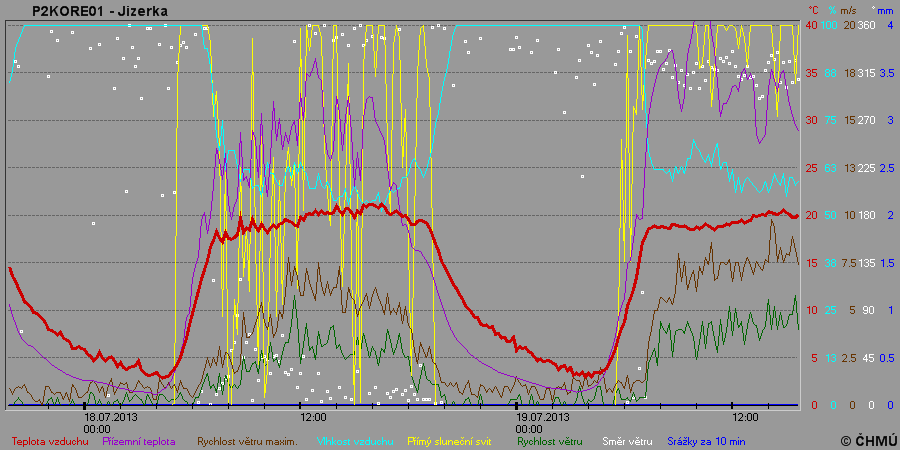 P2KORE01 - Jizerka
°C % m/s ° mm
40 100 20 360 4
35 88 18 315 3.5
30 75 15 270 3
25 63 13 225 2.5
20 50 10 180 2
15 38 7.5 135 1.5
10 25 5 90 1
5 13 2.5 45 0.5
0 0 0 0 0
18.07.2013 12:00 19.07.2013 12:00
00:00 00:00
Teplota vzduchu Přízemní teplota Rychlost větru maxim. Vlhkost vzduchu Přímý sluneční svit Rychlost větru Směr větru Srážky za 10 min © ČHMÚ